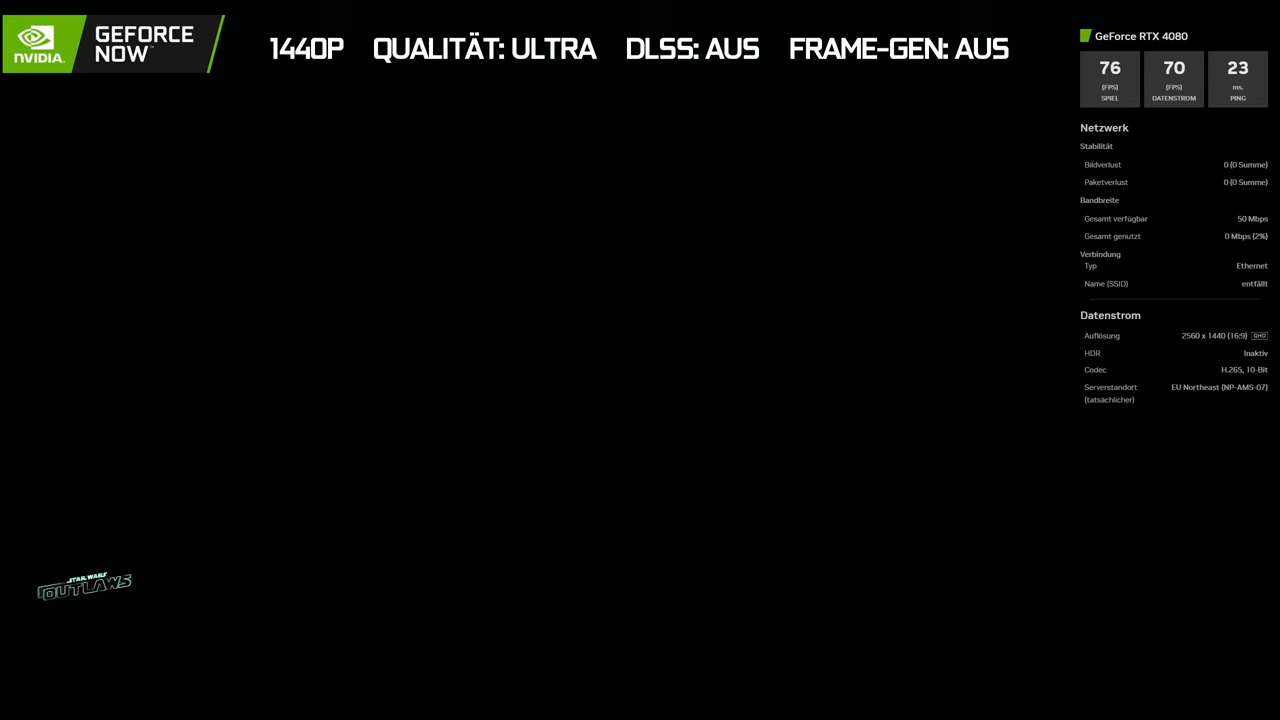 NVIDIA.
GEFORCE NOW™
1440P QUALITÄT: ULTRA DLSS: AUS FRAME-GEN: AUS
GeForce RTX 4080
76 70 23
(FPS) (FPS) ms.
SPIEL DATENSTROM PING
Netzwerk
Stabilität
Bildverlust 0 (0 Summe)
Paketverlust 0 (0 Summe)
Bandbreite
Gesamt verfügbar 50 Mbps
Gesamt genutzt 0 Mbps (2%)
Verbindung
Typ Ethernet
Name (SSID) entfällt
Datenstrom
Auflösung 2560 x 1440 (16:9) QHD
HDR Inaktiv
Codec H.265, 10-Bit
Serverstandort EU Northeast (NP-AMS-07)
(tatsächlicher)
STAR WARS
OUTLAWS